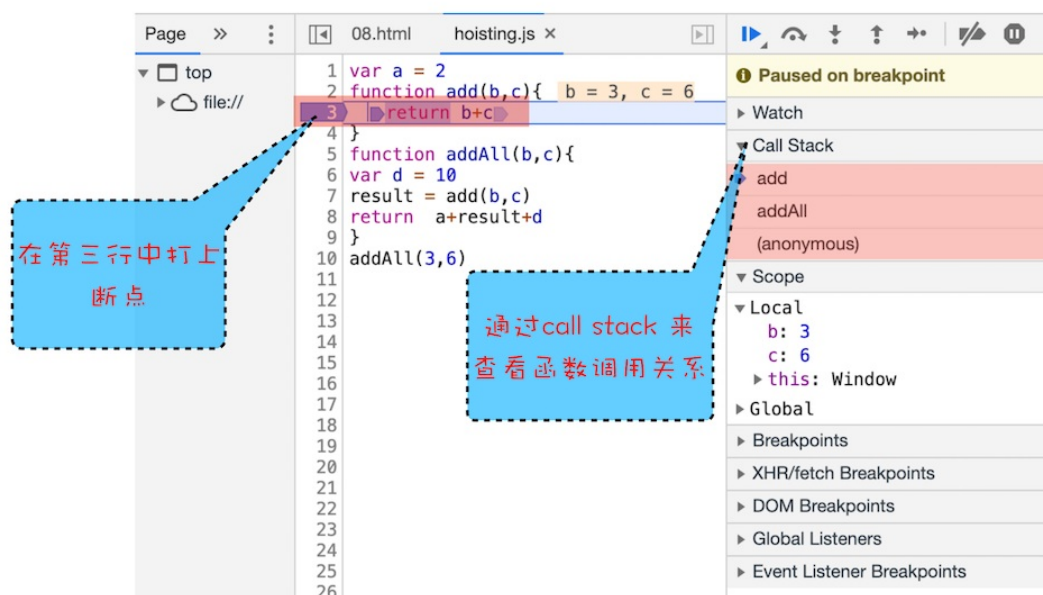 Page »
08.html
hoisting.js ×
top
file://
1 var a = 2
2 function add(b,c){ b = 3, c = 6
3 return b+c
4 }
5 function addAll(b,c){
6 var d = 10
7 result = add(b,c)
8 return a+result+d
9 }
10 addAll(3,6)
11
12
13
14
15
16
17
18
19
20
21
22
23
24
25
26
在第三行中打上
断点
通过call stack 来
查看函数调用关系
Paused on breakpoint
Watch
Call Stack
add
addAll
(anonymous)
Scope
Local
b: 3
c: 6
this: Window
Global
Breakpoints
XHR/fetch Breakpoints
DOM Breakpoints
Global Listeners
Event Listener Breakpoints